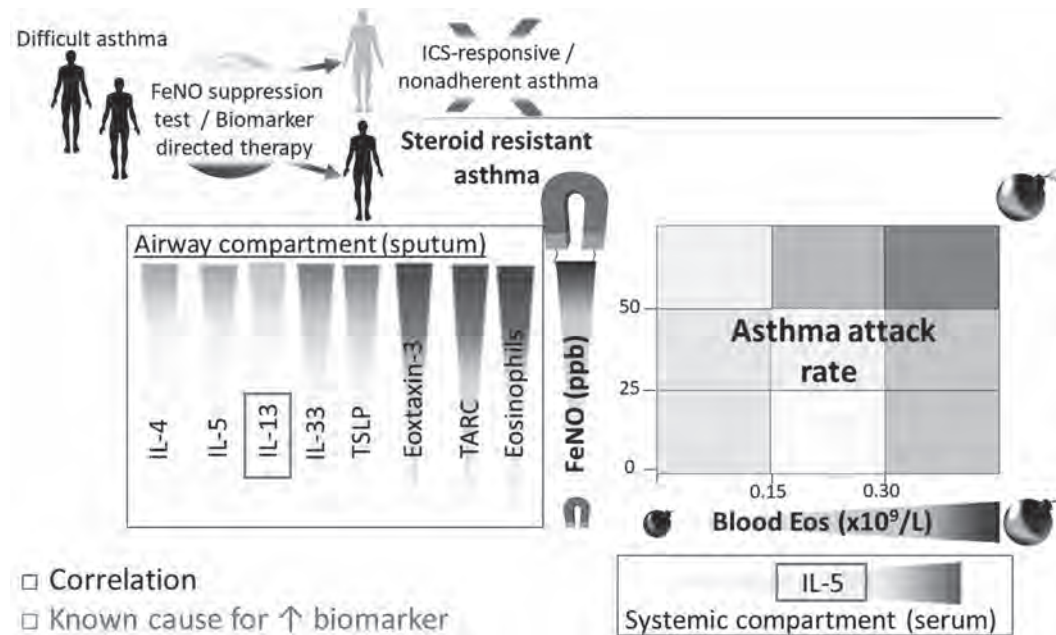 Difficult asthma
FeNO suppression
test / Biomarker
directed therapy
ICS-responsive /
nonadherent asthma
Steroid resistant
asthma
Airway compartment (sputum)
IL-4
IL-5
IL-13
IL-33
TSLP
Eoxtaxin-3
TARC
Eosinophils
FeNO (ppb)
50
25
0
Asthma attack
rate
0.15
0.30
Blood Eos (x10⁹/L)
IL-5
Systemic compartment (serum)
□ Correlation
□ Known cause for ↑ biomarker